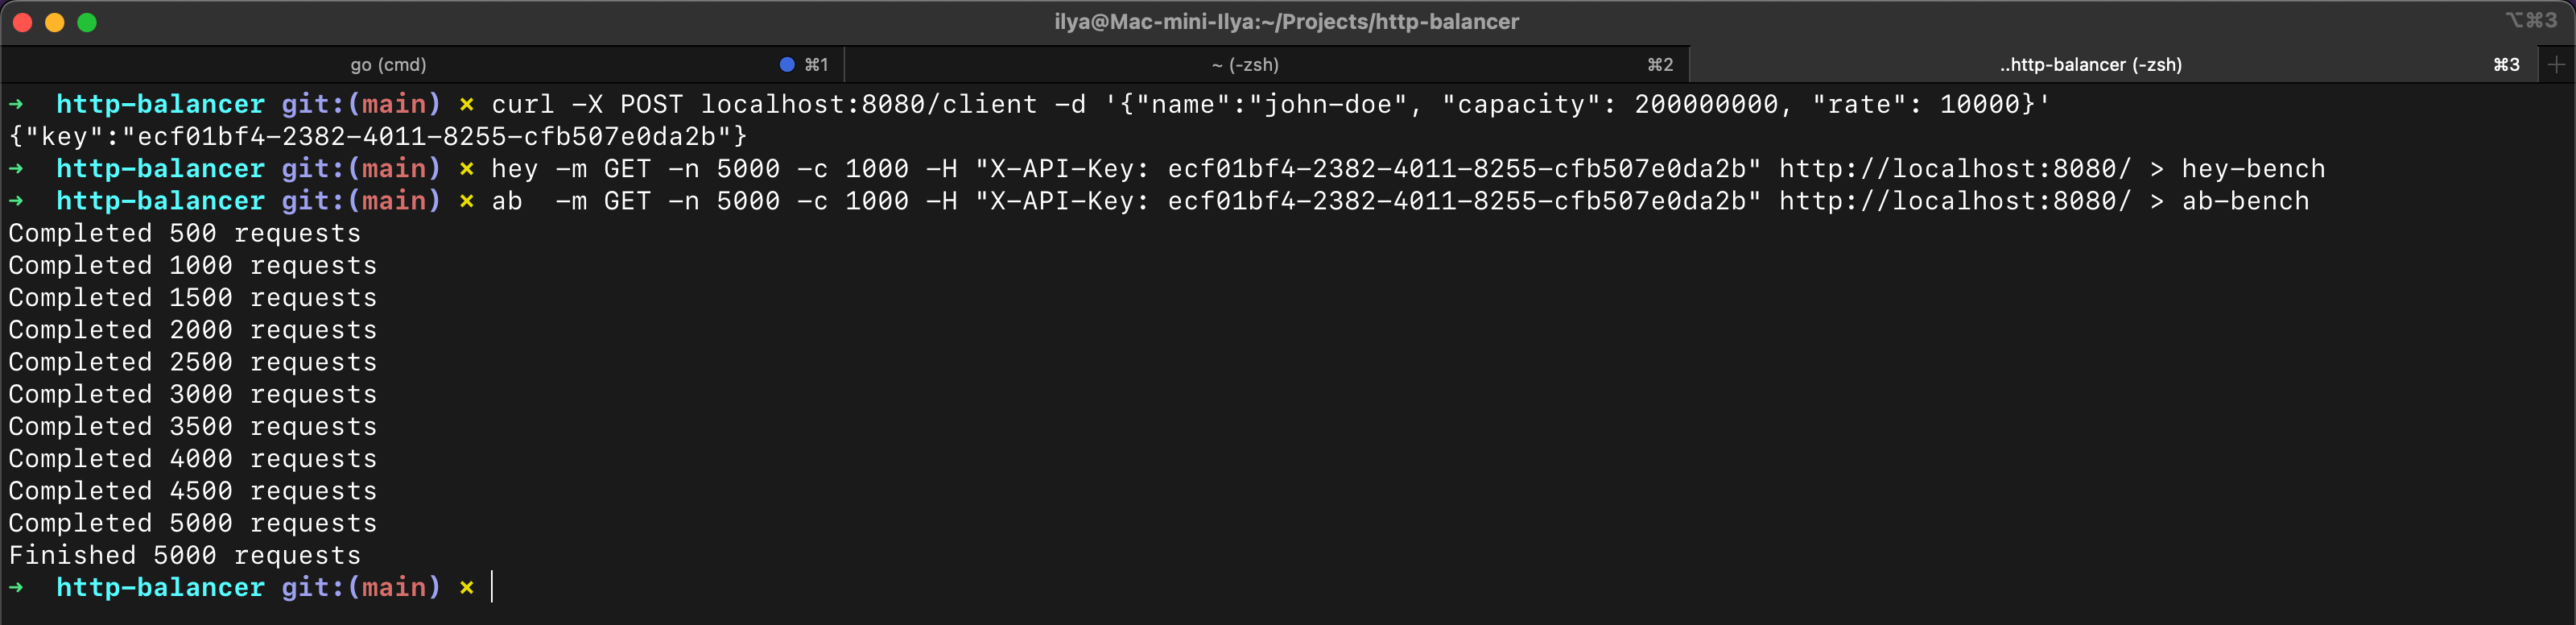 ilya@Mac-mini-Ilya:~/Projects/http-balancer ⌥⌘3
go (cmd) ⌘1 ~ (-zsh) ⌘2 ..http-balancer (-zsh) ⌘3 +
➜  http-balancer git:(main) ✗ curl -X POST localhost:8080/client -d '{"name":"john-doe", "capacity": 200000000, "rate": 10000}'
{"key":"ecf01bf4-2382-4011-8255-cfb507e0da2b"}
➜  http-balancer git:(main) ✗ hey -m GET -n 5000 -c 1000 -H "X-API-Key: ecf01bf4-2382-4011-8255-cfb507e0da2b" http://localhost:8080/ > hey-bench
➜  http-balancer git:(main) ✗ ab  -m GET -n 5000 -c 1000 -H "X-API-Key: ecf01bf4-2382-4011-8255-cfb507e0da2b" http://localhost:8080/ > ab-bench
Completed 500 requests
Completed 1000 requests
Completed 1500 requests
Completed 2000 requests
Completed 2500 requests
Completed 3000 requests
Completed 3500 requests
Completed 4000 requests
Completed 4500 requests
Completed 5000 requests
Finished 5000 requests
➜  http-balancer git:(main) ✗